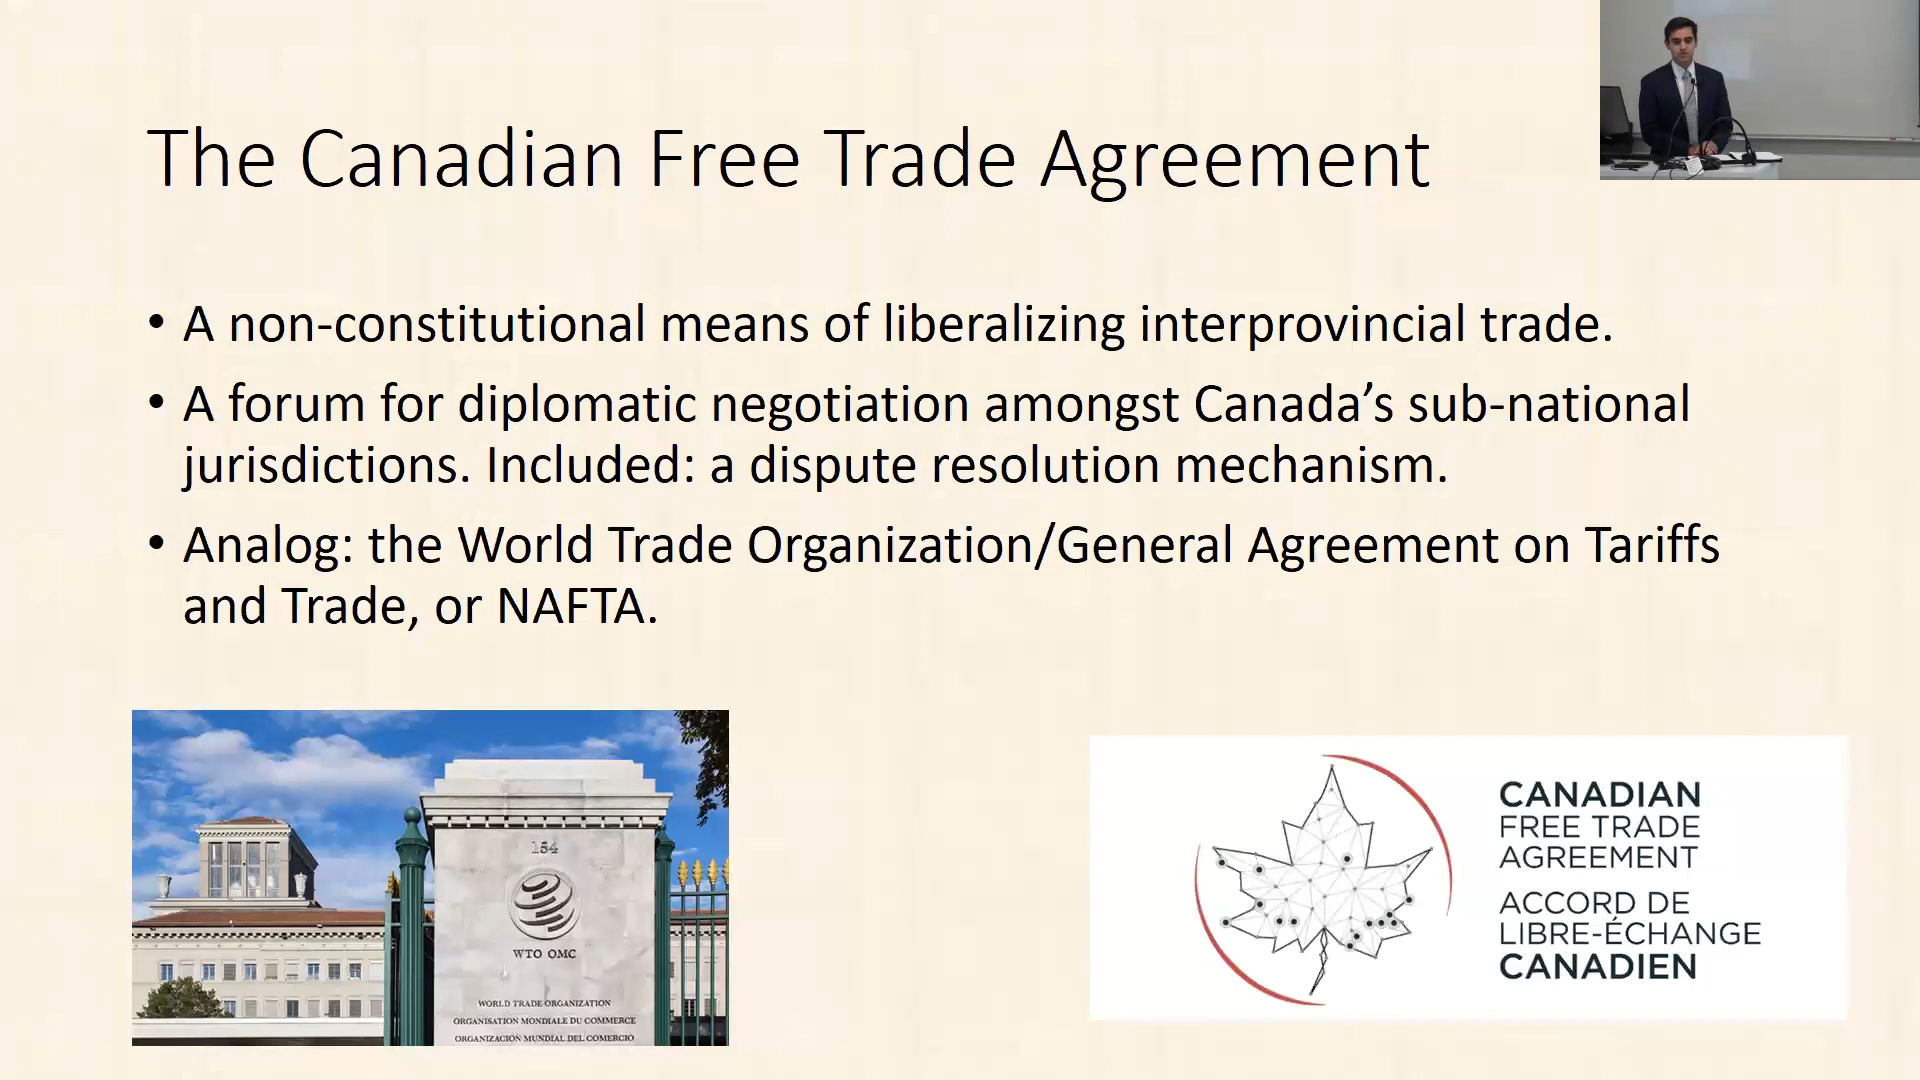 The Canadian Free Trade Agreement
• A non-constitutional means of liberalizing interprovincial trade.
• A forum for diplomatic negotiation amongst Canada’s sub-national
jurisdictions. Included: a dispute resolution mechanism.
• Analog: the World Trade Organization/General Agreement on Tariffs
and Trade, or NAFTA.
154
WTO OMC
WORLD TRADE ORGANIZATION
ORGANISATION MONDIALE DU COMMERCE
ORGANIZACIÓN MUNDIAL DEL COMERCIO
CANADIAN
FREE TRADE
AGREEMENT
ACCORD DE
LIBRE-ÉCHANGE
CANADIEN